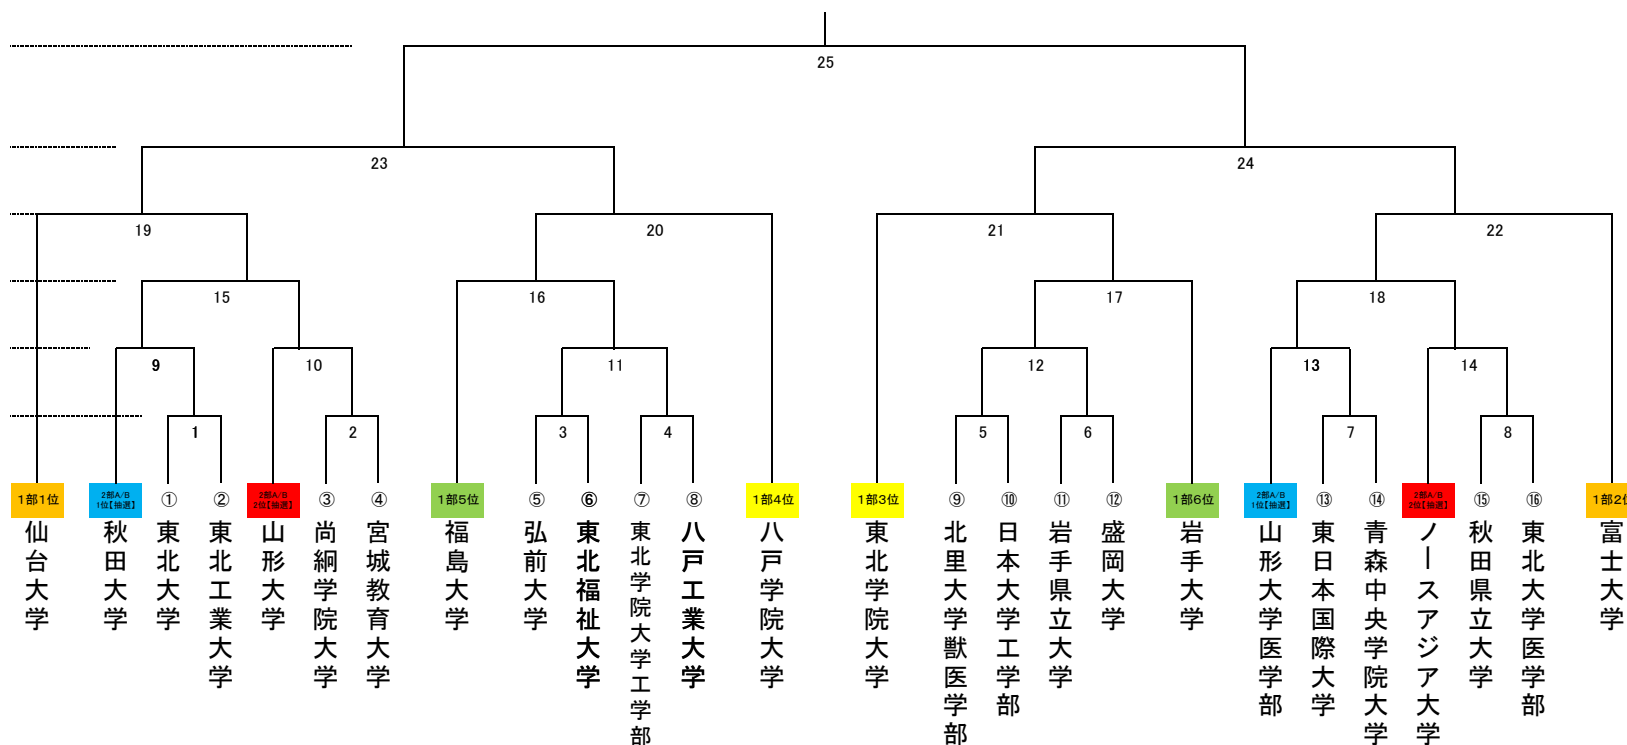 25
23
24
19
20
21
22
15
16
17
18
9
10
11
12
13
14
1
2
3
4
5
6
7
8
1部1位
2部A/B
1位【抽選】
①
②
2部A/B
2位【抽選】
③
④
1部5位
⑤
⑥
⑦
⑧
1部4位
1部3位
⑨
⑩
⑪
⑫
1部6位
2部A/B
1位【抽選】
⑬
⑭
2部A/B
2位【抽選】
⑮
⑯
1部2位
仙台大学
秋田大学
東北大学
東北工業大学
山形大学
尚絅学院大学
宮城教育大学
福島大学
弘前大学
東北福祉大学
東北学院大学工学部
八戸工業大学
八戸学院大学
東北学院大学
北里大学獣医学部
日本大学工学部
岩手県立大学
盛岡大学
岩手大学
山形大学医学部
東日本国際大学
青森中央学院大学
ノースアジア大学
秋田県立大学
東北大学医学部
富士大学